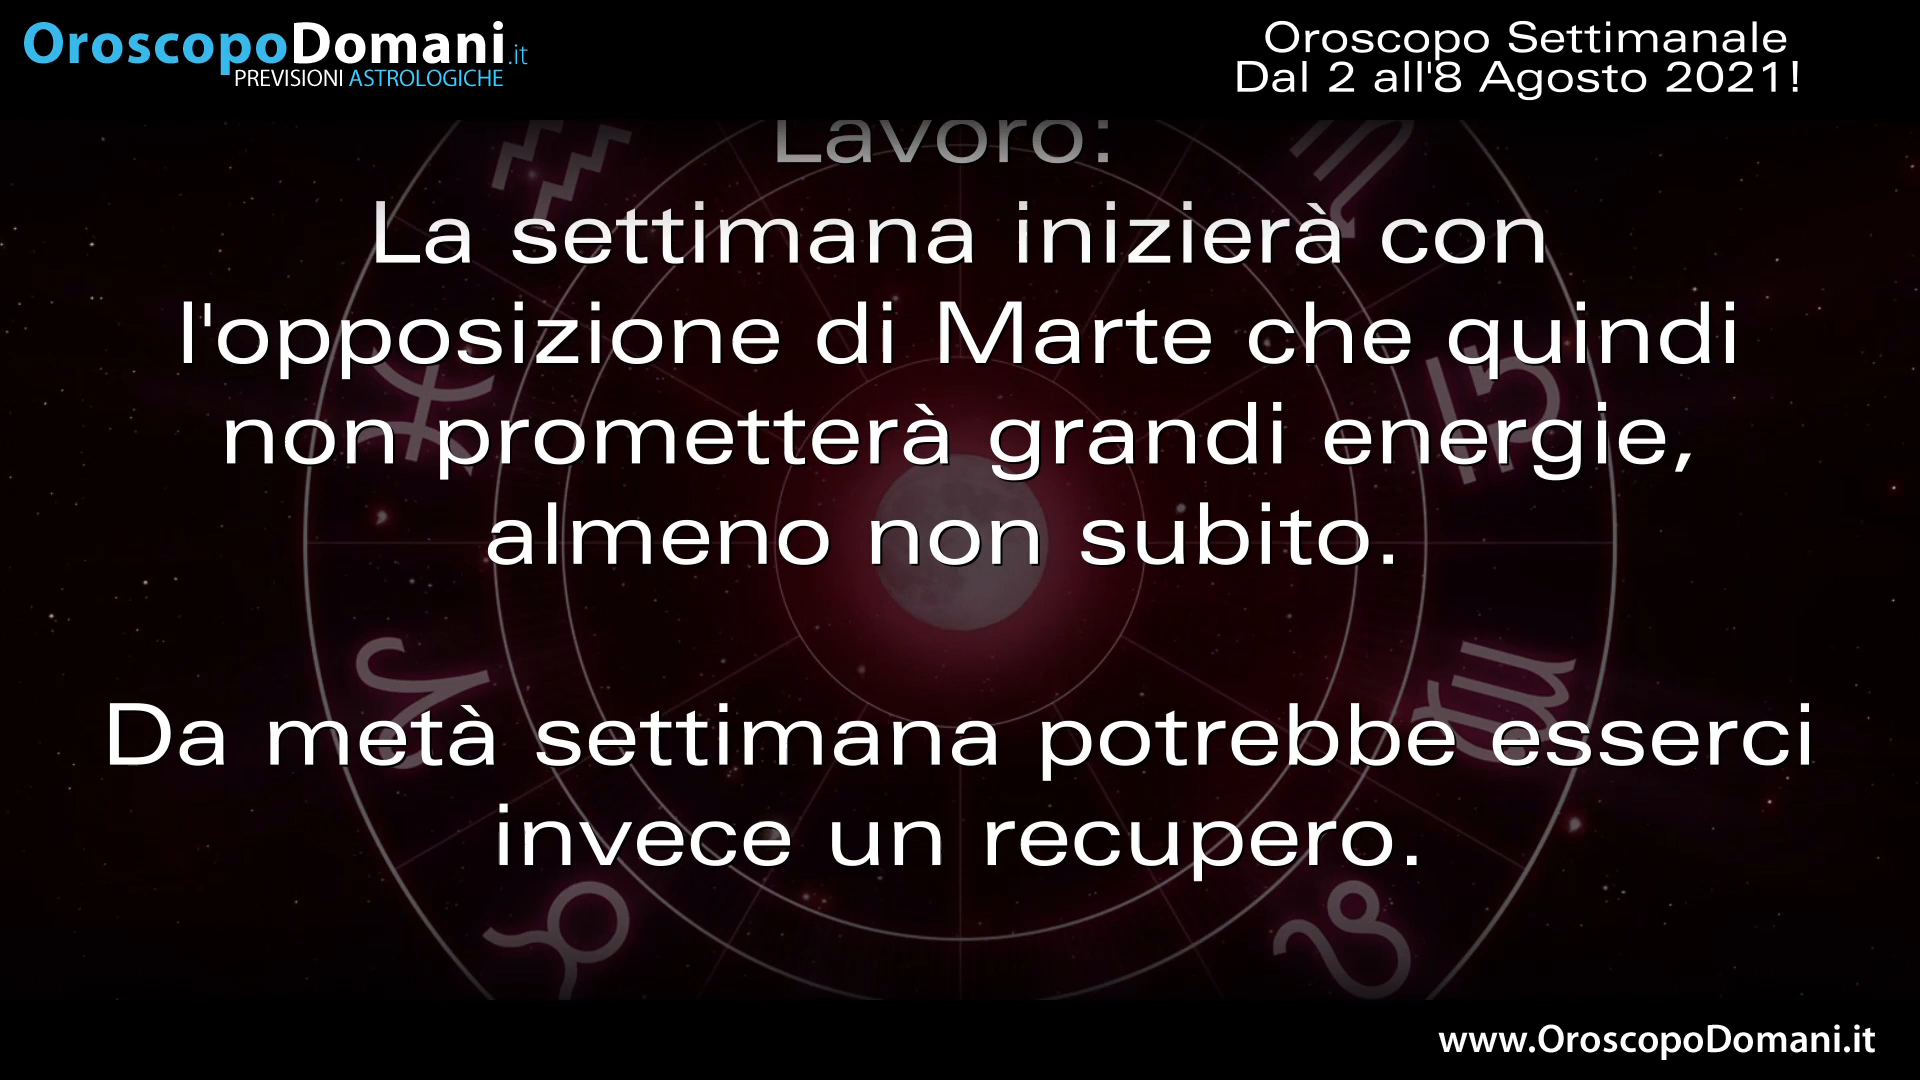 OroscopoDomani.it
PREVISIONI ASTROLOGICHE
Oroscopo Settimanale
Dal 2 all'8 Agosto 2021!
Lavoro:
La settimana inizierà con
l'opposizione di Marte che quindi
non prometterà grandi energie,
almeno non subito.
Da metà settimana potrebbe esserci
invece un recupero.
www.OroscopoDomani.it